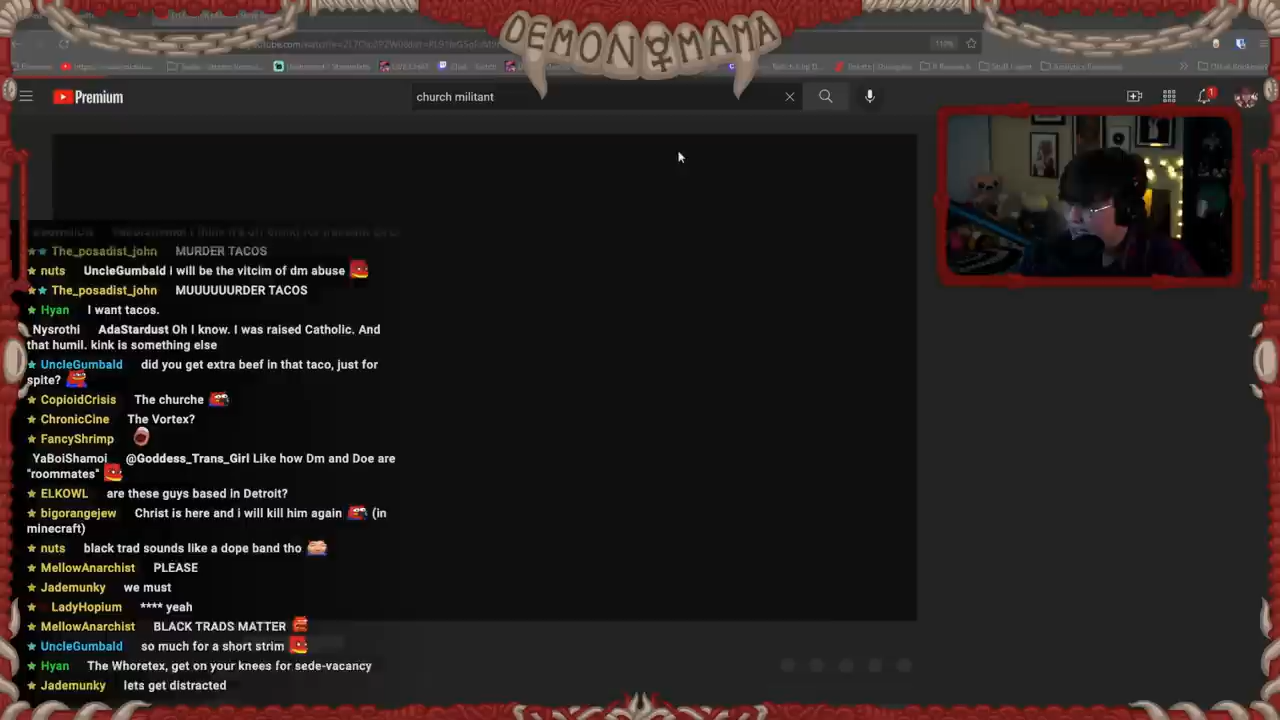 DEMON MAMA
Premium
church militant
110%
1
The_posadist_john MURDER TACOS
nuts UncleGumbald i will be the vitcim of dm abuse
The_posadist_john MUUUUUURDER TACOS
Hyan I want tacos.
Nysrothi AdaStardust Oh I know. I was raised Catholic. And
that humil. kink is something else
UncleGumbald did you get extra beef in that taco, just for
spite?
CopioidCrisis The churche
ChronicCine The Vortex?
FancyShrimp
YaBoiShamoi @Goddess_Trans_Girl Like how Dm and Doe are
"roommates"
ELKOWL are these guys based in Detroit?
bigorangejew Christ is here and i will kill him again (in
minecraft)
nuts black trad sounds like a dope band tho
MellowAnarchist PLEASE
Jademunky we must
LadyHopium **** yeah
MellowAnarchist BLACK TRADS MATTER
UncleGumbald so much for a short strim
Hyan The Whoretex, get on your knees for sede-vacancy
Jademunky lets get distracted